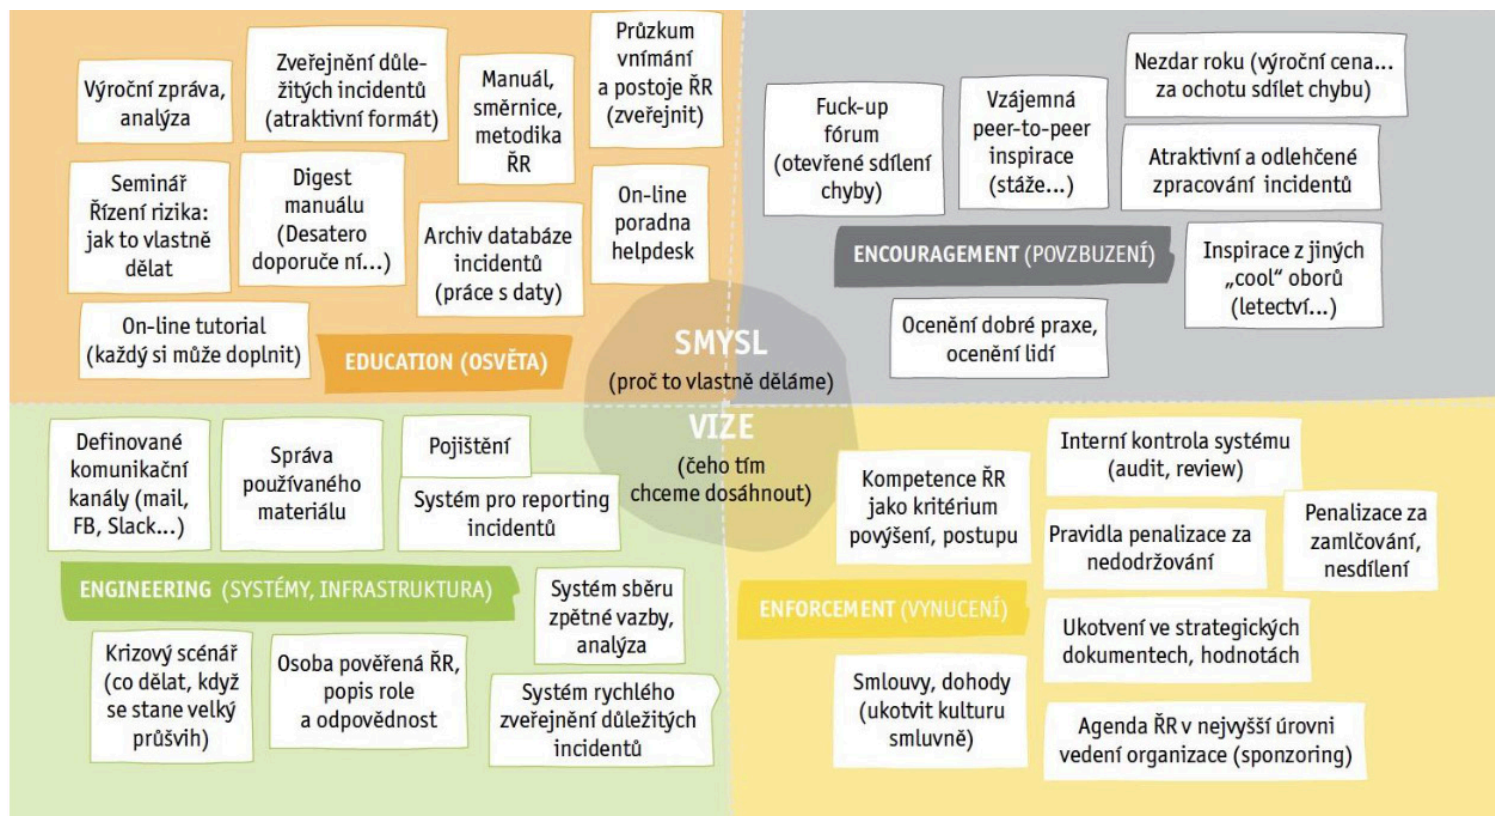 Výroční zpráva,
analýza
Zveřejnění důle-
žitých incidentů
(atraktivní formát)
Manuál,
směrnice,
metodika
ŘR
Průzkum
vnímání
a postoje ŘR
(zveřejnit)
Seminář
Řízení rizika:
jak to vlastně
dělat
Digest
manuálu
(Desatero
doporuče ní...)
Archiv databáze
incidentů
(práce s daty)
On-line
poradna
helpdesk
On-line tutorial
(každý si může doplnit)
EDUCATION (OSVĚTA)
Fuck-up
fórum
(otevřené sdílení
chyby)
Vzájemná
peer-to-peer
inspirace
(stáže...)
Nezdar roku (výroční cena...
za ochotu sdílet chybu)
Atraktivní a odlehčené
zpracování incidentů
ENCOURAGEMENT (POVZBUZENÍ)
Inspirace z jiných
„cool“ oborů
(letectví...)
Ocenění dobré praxe,
ocenění lidí
SMYSL
(proč to vlastně děláme)
VIZE
(čeho tím
chceme dosáhnout)
Definované
komunikační
kanály (mail,
FB, Slack...)
Správa
používaného
materiálu
Pojištění
Systém pro reporting
incidentů
ENGINEERING (SYSTÉMY, INFRASTRUKTURA)
Systém sběru
zpětné vazby,
analýza
Krizový scénář
(co dělat, když
se stane velký
průšvih)
Osoba pověřená ŘR,
popis role
a odpovědnost
Systém rychlého
zveřejnění důležitých
incidentů
Kompetence ŘR
jako kritérium
povýšení, postupu
Interní kontrola systému
(audit, review)
Pravidla penalizace za
nedodržování
Penalizace za
zamlčování,
nesdílení
ENFORCEMENT (VYNUCENÍ)
Ukotvení ve strategických
dokumentech, hodnotách
Smlouvy, dohody
(ukotvit kulturu
smluvně)
Agenda ŘR v nejvyšší úrovni
vedení organizace (sponzoring)